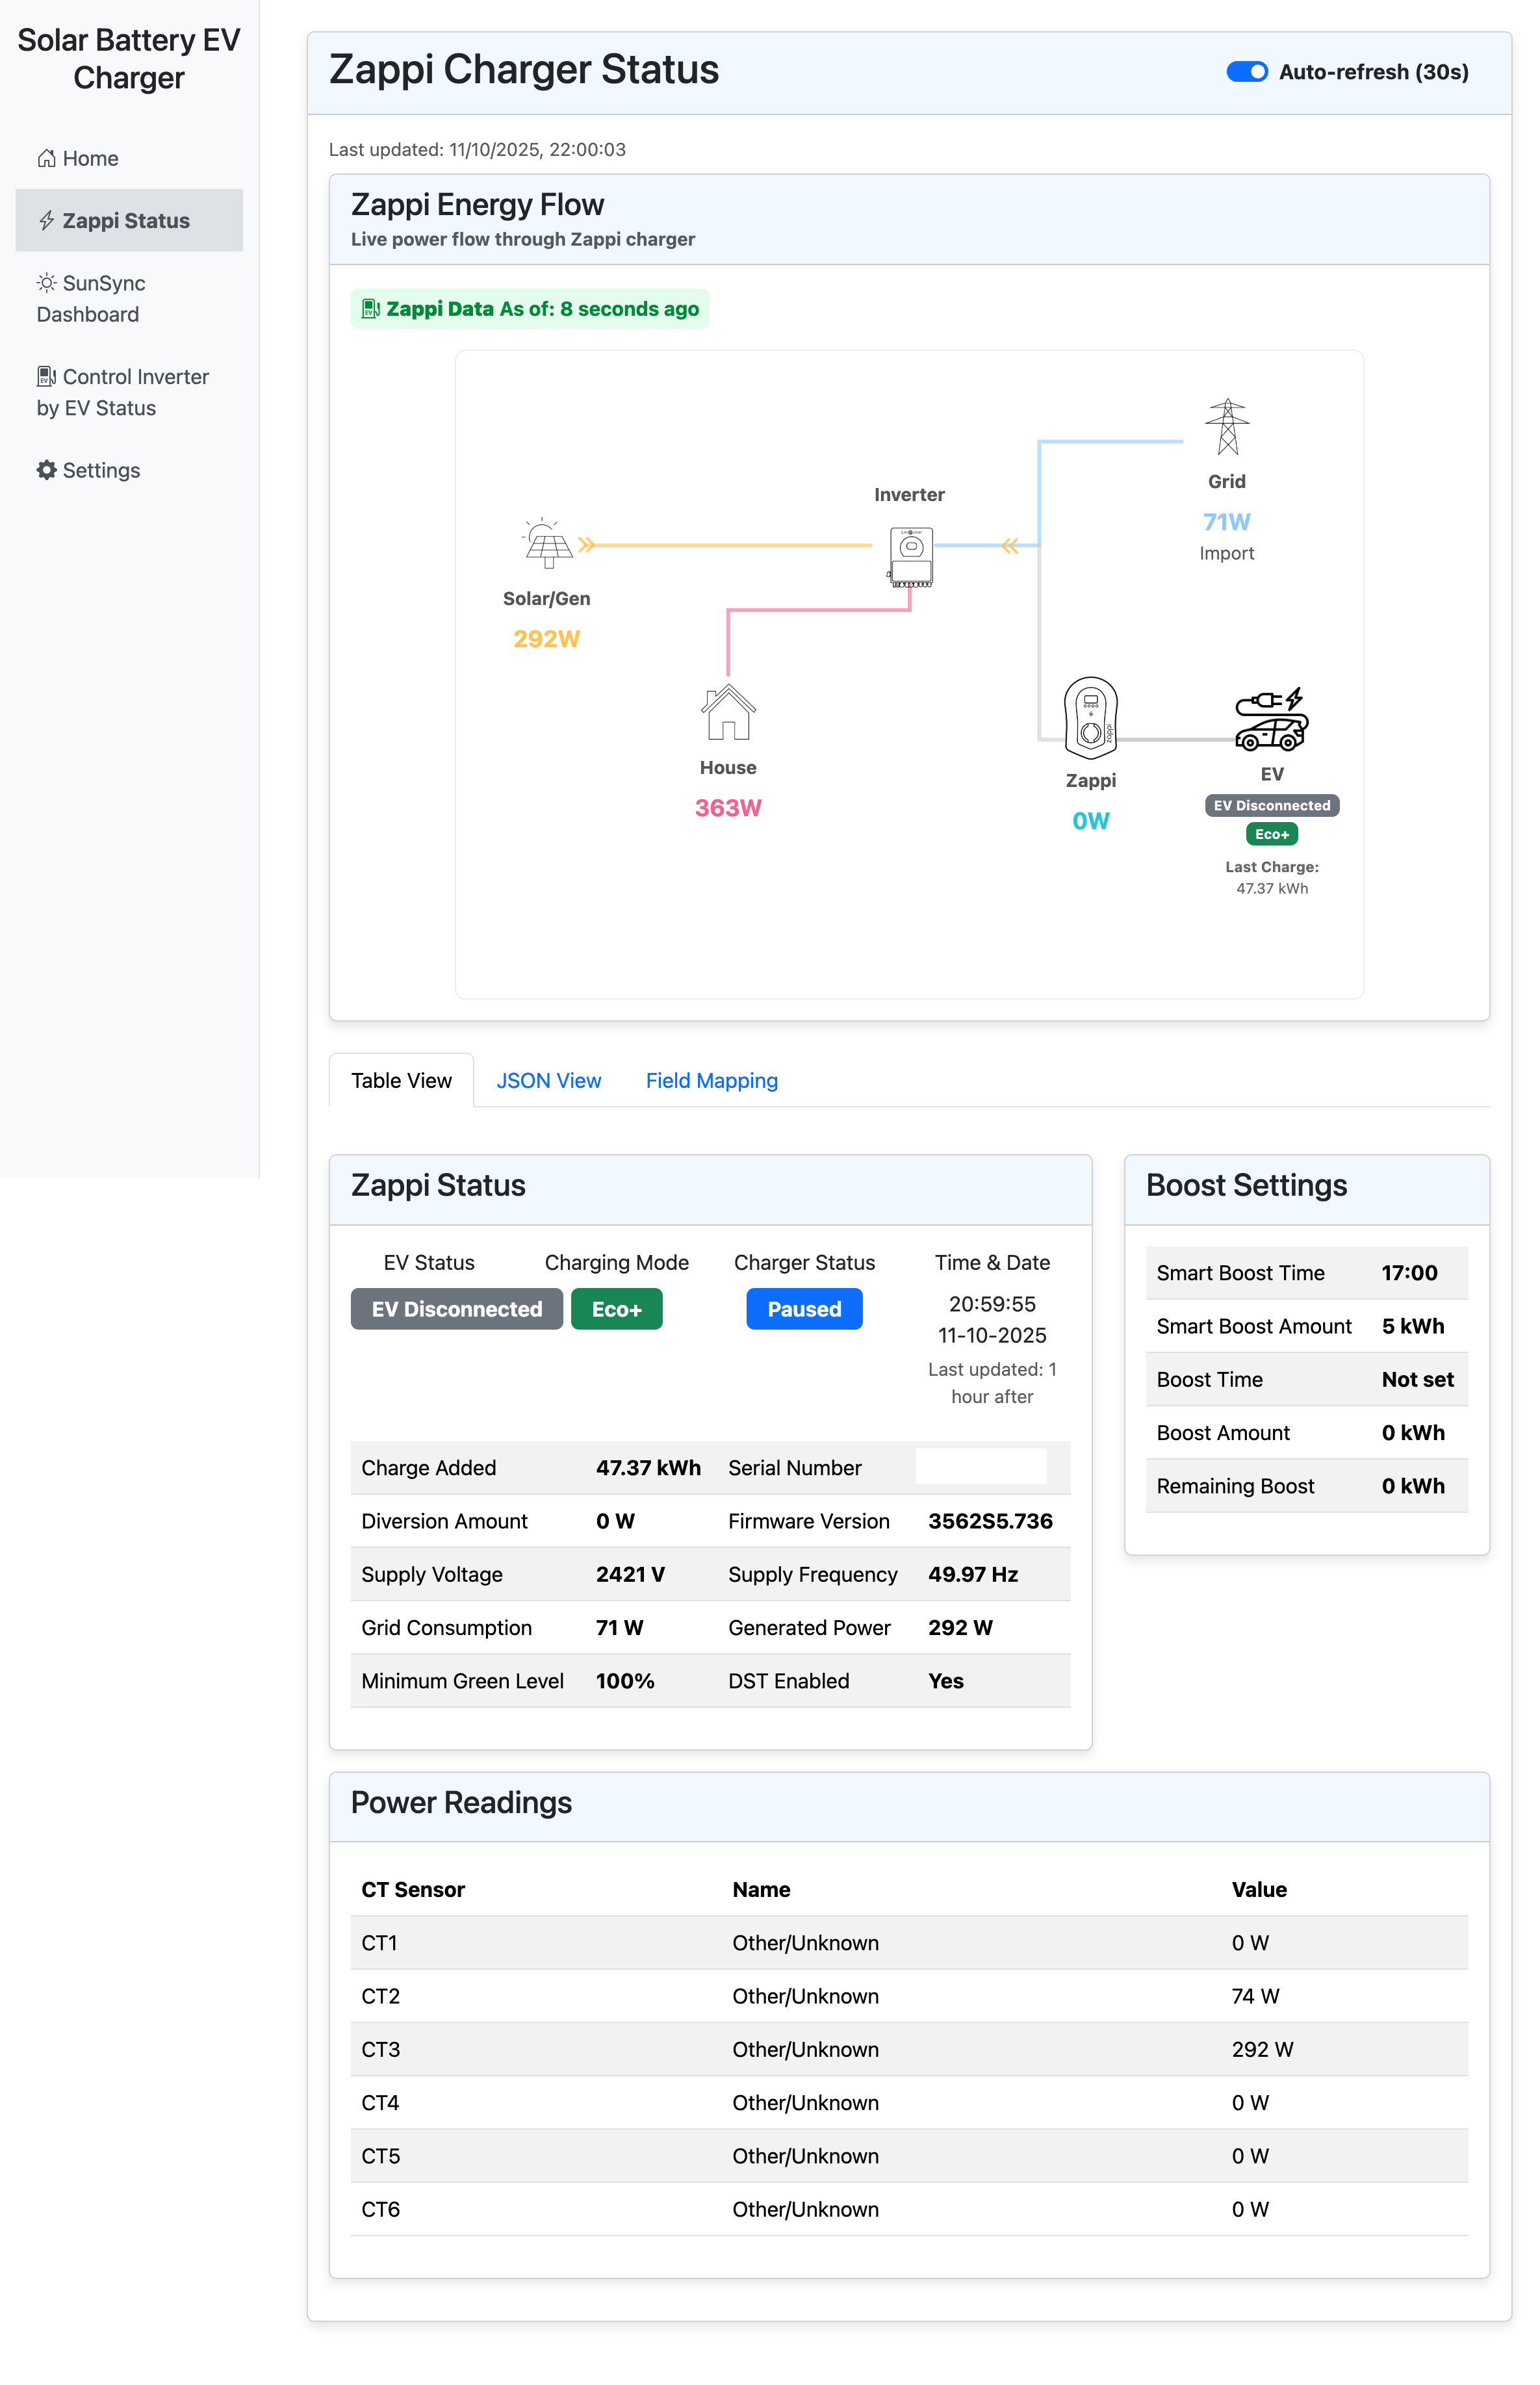 Solar Battery EV
Charger
Home
Zappi Status
SunSync
Dashboard
Control Inverter
by EV Status
Settings
Zappi Charger Status
Auto-refresh (30s)
Last updated: 11/10/2025, 22:00:03
Zappi Energy Flow
Live power flow through Zappi charger
Zappi Data As of: 8 seconds ago
Grid
71W
Import
Inverter
Solar/Gen
292W
House
363W
zappi
Zappi
0W
EV
EV Disconnected
Eco+
Last Charge:
47.37 kWh
Table View JSON View Field Mapping
Zappi Status
EV Status Charging Mode Charger Status Time & Date
EV Disconnected Eco+ Paused 20:59:55
11-10-2025
Last updated: 1
hour after
Charge Added 47.37 kWh Serial Number
Diversion Amount 0 W Firmware Version 3562S5.736
Supply Voltage 2421 V Supply Frequency 49.97 Hz
Grid Consumption 71 W Generated Power 292 W
Minimum Green Level 100% DST Enabled Yes
Boost Settings
Smart Boost Time 17:00
Smart Boost Amount 5 kWh
Boost Time Not set
Boost Amount 0 kWh
Remaining Boost 0 kWh
Power Readings
CT Sensor Name Value
CT1 Other/Unknown 0 W
CT2 Other/Unknown 74 W
CT3 Other/Unknown 292 W
CT4 Other/Unknown 0 W
CT5 Other/Unknown 0 W
CT6 Other/Unknown 0 W